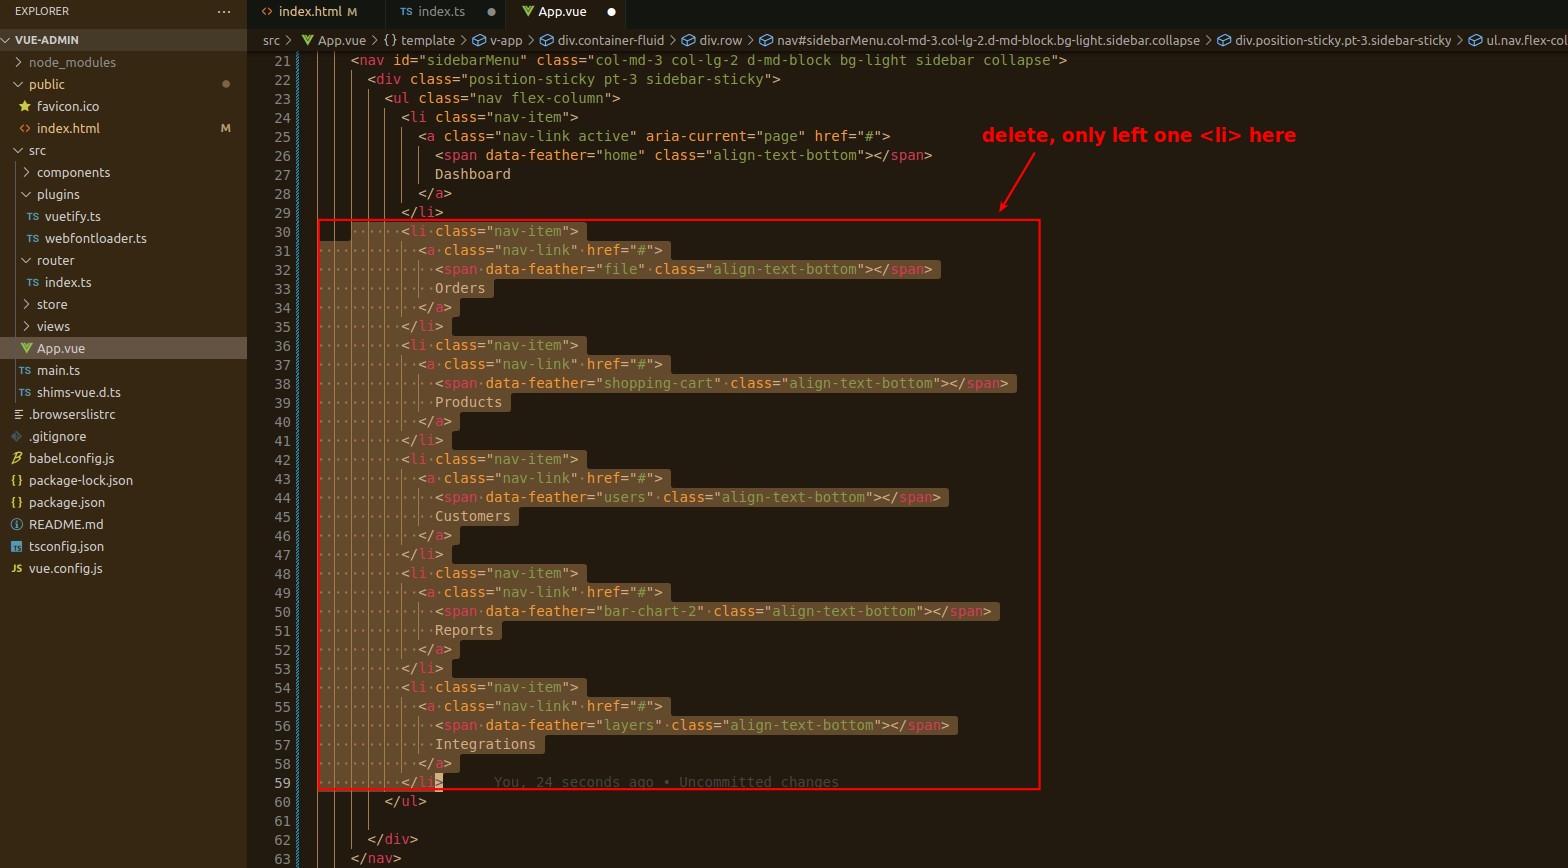 EXPLORER ···
index.html M
TS index.ts
App.vue
VUE-ADMIN
src > App.vue > {} template > v-app > div.container-fluid > div.row > nav#sidebarMenu.col-md-3.col-lg-2.d-md-block.bg-light.sidebar.collapse > div.position-sticky.pt-3.sidebar-sticky > ul.nav.flex-col
node_modules
public
favicon.ico
index.html M
src
components
plugins
TS vuetify.ts
TS webfontloader.ts
router
TS index.ts
store
views
App.vue
TS main.ts
TS shims-vue.d.ts
.browserslistrc
.gitignore
babel.config.js
{} package-lock.json
{} package.json
README.md
TS tsconfig.json
JS vue.config.js
21 <nav id="sidebarMenu" class="col-md-3 col-lg-2 d-md-block bg-light sidebar collapse">
22 <div class="position-sticky pt-3 sidebar-sticky">
23 <ul class="nav flex-column">
24 <li class="nav-item">
25 <a class="nav-link active" aria-current="page" href="#">
26 <span data-feather="home" class="align-text-bottom"></span>
27 Dashboard
28 </a>
29 </li>
delete, only left one <li> here
30 <li class="nav-item">
31 <a class="nav-link" href="#">
32 <span data-feather="file" class="align-text-bottom"></span>
33 Orders
34 </a>
35 </li>
36 <li class="nav-item">
37 <a class="nav-link" href="#">
38 <span data-feather="shopping-cart" class="align-text-bottom"></span>
39 Products
40 </a>
41 </li>
42 <li class="nav-item">
43 <a class="nav-link" href="#">
44 <span data-feather="users" class="align-text-bottom"></span>
45 Customers
46 </a>
47 </li>
48 <li class="nav-item">
49 <a class="nav-link" href="#">
50 <span data-feather="bar-chart-2" class="align-text-bottom"></span>
51 Reports
52 </a>
53 </li>
54 <li class="nav-item">
55 <a class="nav-link" href="#">
56 <span data-feather="layers" class="align-text-bottom"></span>
57 Integrations
58 </a>
59 </li> You, 24 seconds ago • Uncommitted changes
60 </ul>
61
62 </div>
63 </nav>